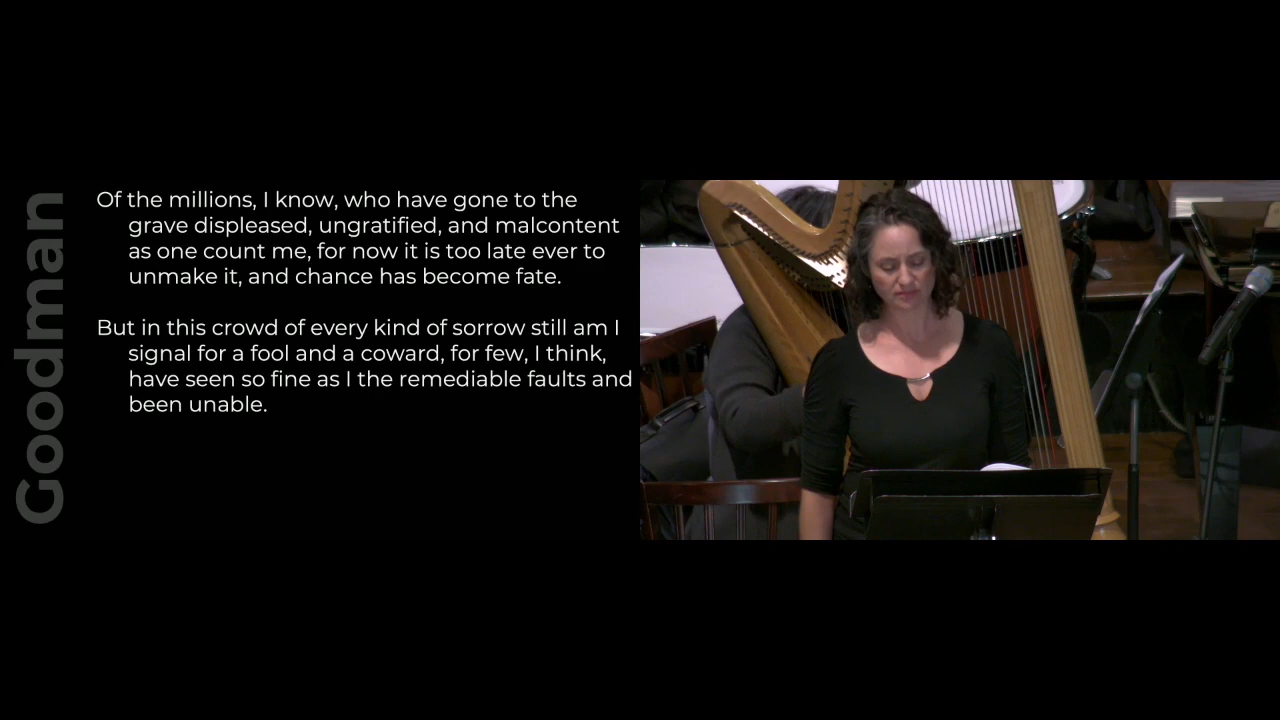 Goodman
Of the millions, I know, who have gone to the
grave displeased, ungratified, and malcontent
as one count me, for now it is too late ever to
unmake it, and chance has become fate.
But in this crowd of every kind of sorrow still am I
signal for a fool and a coward, for few, I think,
have seen so fine as I the remediable faults and
been unable.